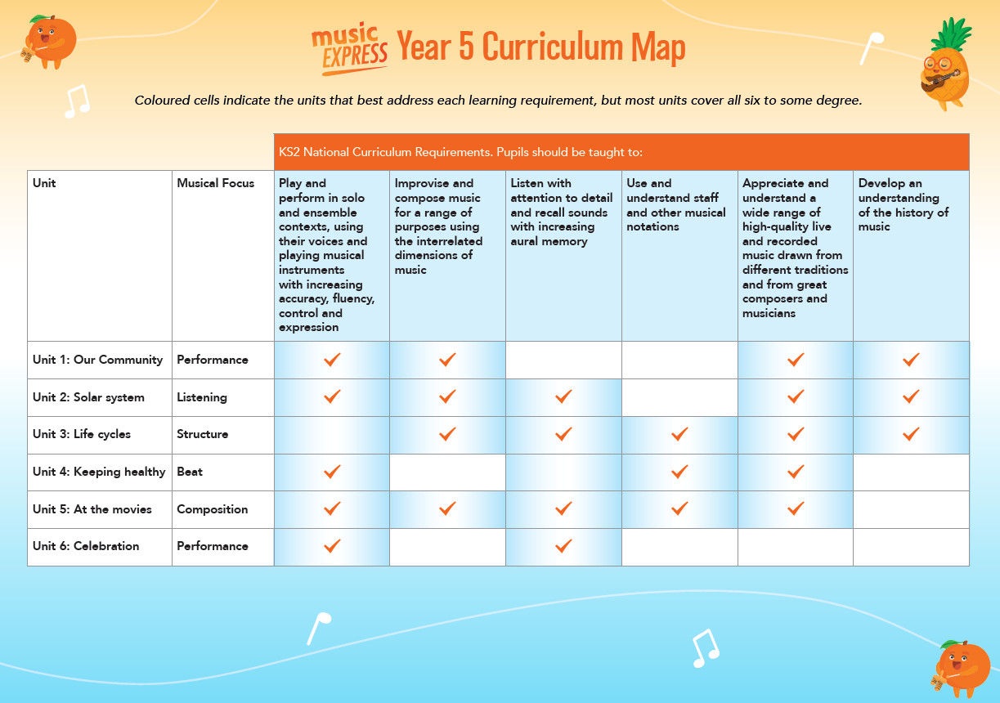 music EXPRESS Year 5 Curriculum Map
Coloured cells indicate the units that best address each learning requirement, but most units cover all six to some degree.
KS2 National Curriculum Requirements. Pupils should be taught to:
Unit
Musical Focus
Play and
perform in solo
and ensemble
contexts, using
their voices and
playing musical
instruments
with increasing
accuracy, fluency,
control and
expression
Improvise and
compose music
for a range of
purposes using
the interrelated
dimensions of
music
Listen with
attention to detail
and recall sounds
with increasing
aural memory
Use and
understand staff
and other musical
notations
Appreciate and
understand a
wide range of
high-quality live
and recorded
music drawn from
different traditions
and from great
composers and
musicians
Develop an
understanding
of the history of
music
Unit 1: Our Community Performance ✓ ✓ ✓ ✓
Unit 2: Solar system Listening ✓ ✓ ✓ ✓ ✓
Unit 3: Life cycles Structure ✓ ✓ ✓ ✓ ✓
Unit 4: Keeping healthy Beat ✓ ✓ ✓
Unit 5: At the movies Composition ✓ ✓ ✓ ✓ ✓
Unit 6: Celebration Performance ✓ ✓